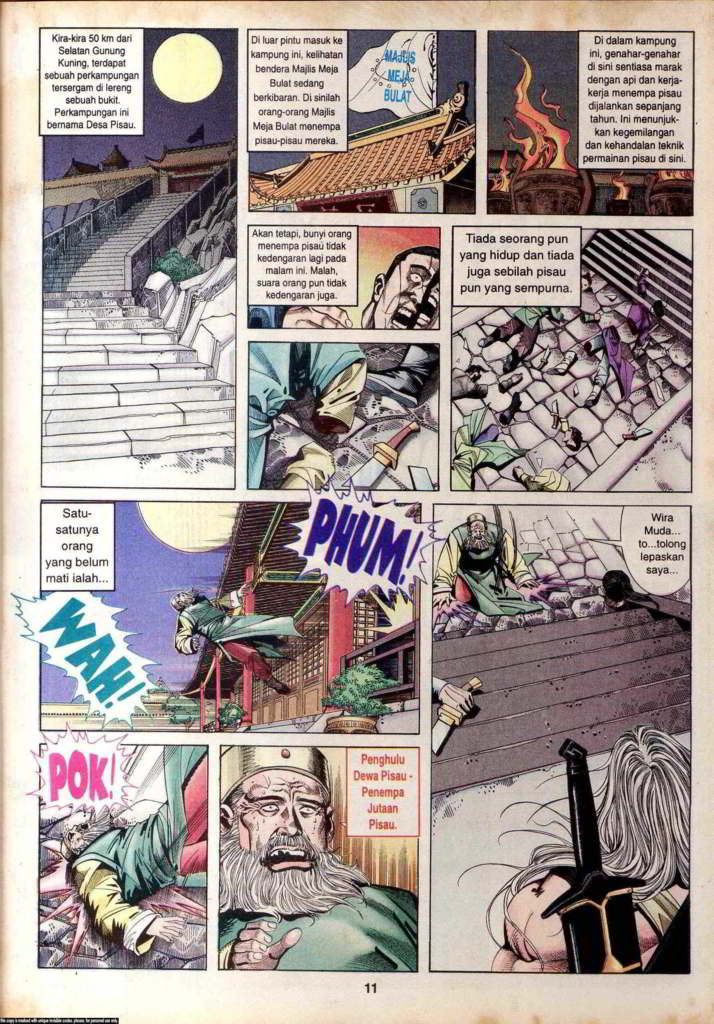 Kira-kira 50 km dari
Selatan Gunung
Kuning, terdapat
sebuah perkampungan
tersergam di lereng
sebuah bukit.
Perkampungan ini
bernama Desa Pisau.
Di luar pintu masuk ke
kampung ini, kelihatan
bendera Majlis Meja
Bulat sedang
berkibaran. Di sinilah
orang-orang Majlis
Meja Bulat menempa
pisau-pisau mereka.
MAJLIS
MEJA
BULAT
Di dalam kampung
ini, genahar-genahar
di sini sentiasa marak
dengan api dan kerja-
kerja menempa pisau
dijalankan sepanjang
tahun. Ini menunjuk-
kan kegemilangan
dan kehandalan teknik
permainan pisau di sini.
Akan tetapi, bunyi orang
menempa pisau tidak
kedengaran lagi pada
malam ini. Malah,
suara orang pun tidak
kedengaran juga.
Tiada seorang pun
yang hidup dan tiada
juga sebilah pisau
pun yang sempurna.
Satu-
satunya
orang
yang belum
mati ialah...
PHUM!
WAH!
Wira
Muda...
to...tolong
lepaskan
saya...
POK!
Penghulu
Dewa Pisau -
Penempa
Jutaan
Pisau.
11